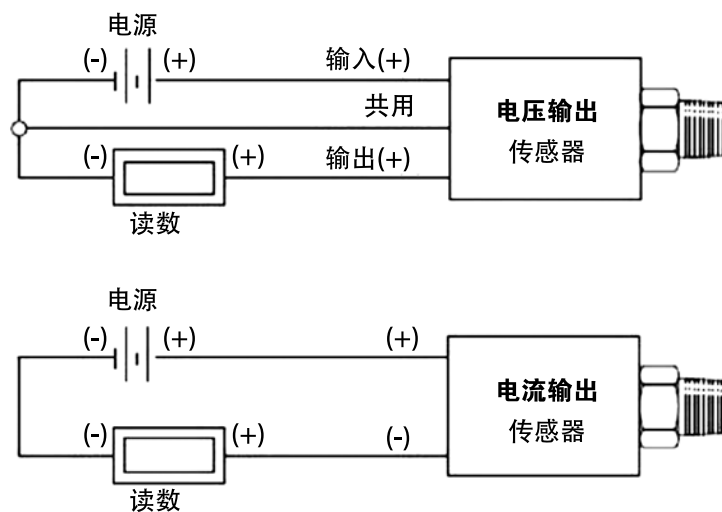 电源
(-) (+) 输入(+)
共用
电压输出
传感器
(-) (+) 输出(+)
读数
电源
(-) (+) (+)
电流输出
传感器
(-) (+) (-)
读数